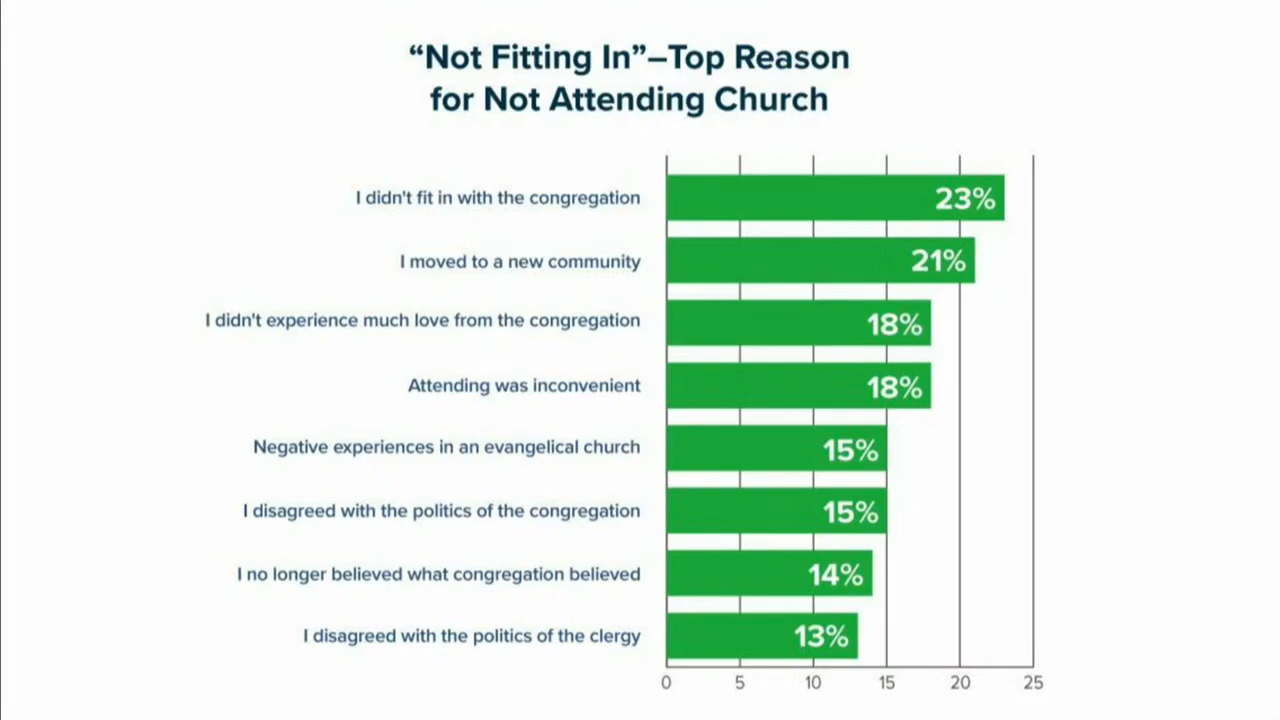 “Not Fitting In”–Top Reason
for Not Attending Church
I didn't fit in with the congregation
23%
I moved to a new community
21%
I didn't experience much love from the congregation
18%
Attending was inconvenient
18%
Negative experiences in an evangelical church
15%
I disagreed with the politics of the congregation
15%
I no longer believed what congregation believed
14%
I disagreed with the politics of the clergy
13%
0 5 10 15 20 25